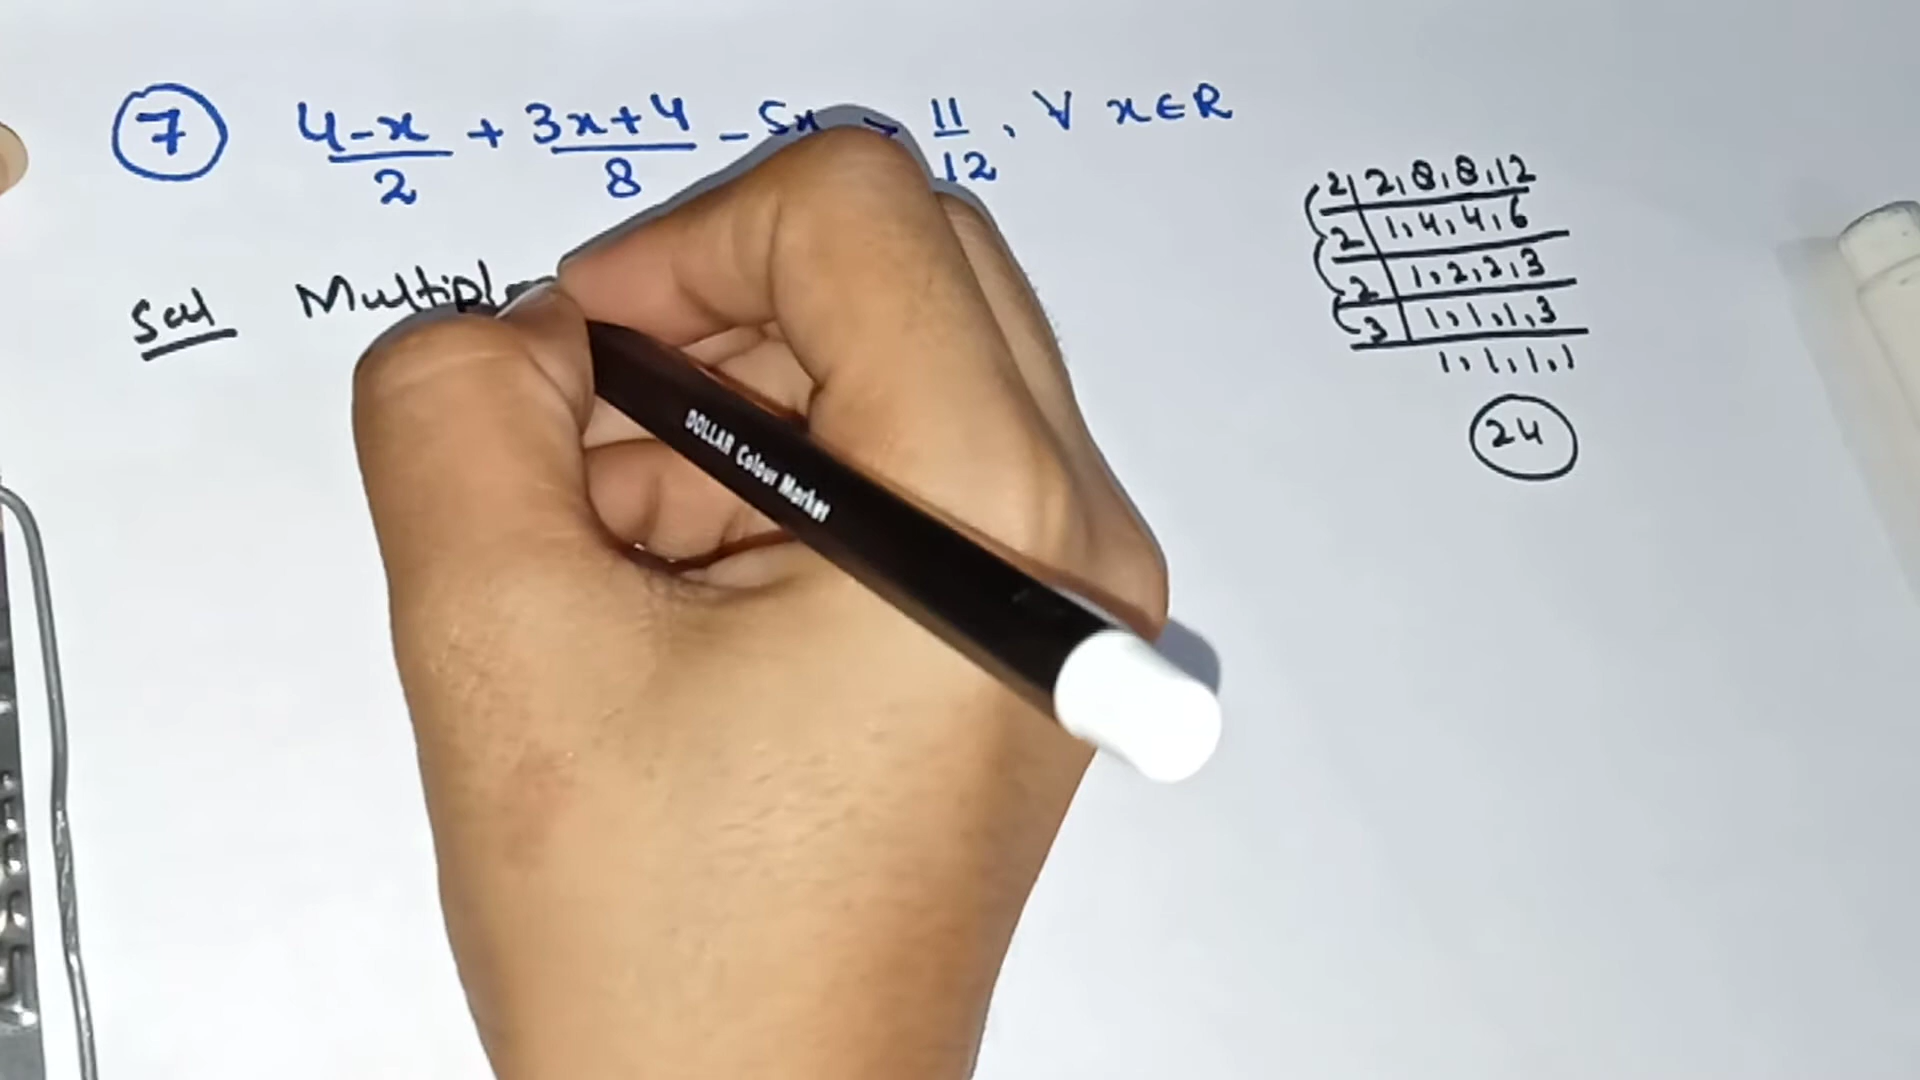 7 4-x/2 + 3x+4/8 - 5x > 11/12, ∀ x∈R
2 | 2, 8, 8, 12
2 | 1, 4, 4, 6
2 | 1, 2, 2, 3
3 | 1, 1, 1, 3
1, 1, 1, 1
24
Sol Multipl
DOLLAR Colour Marker